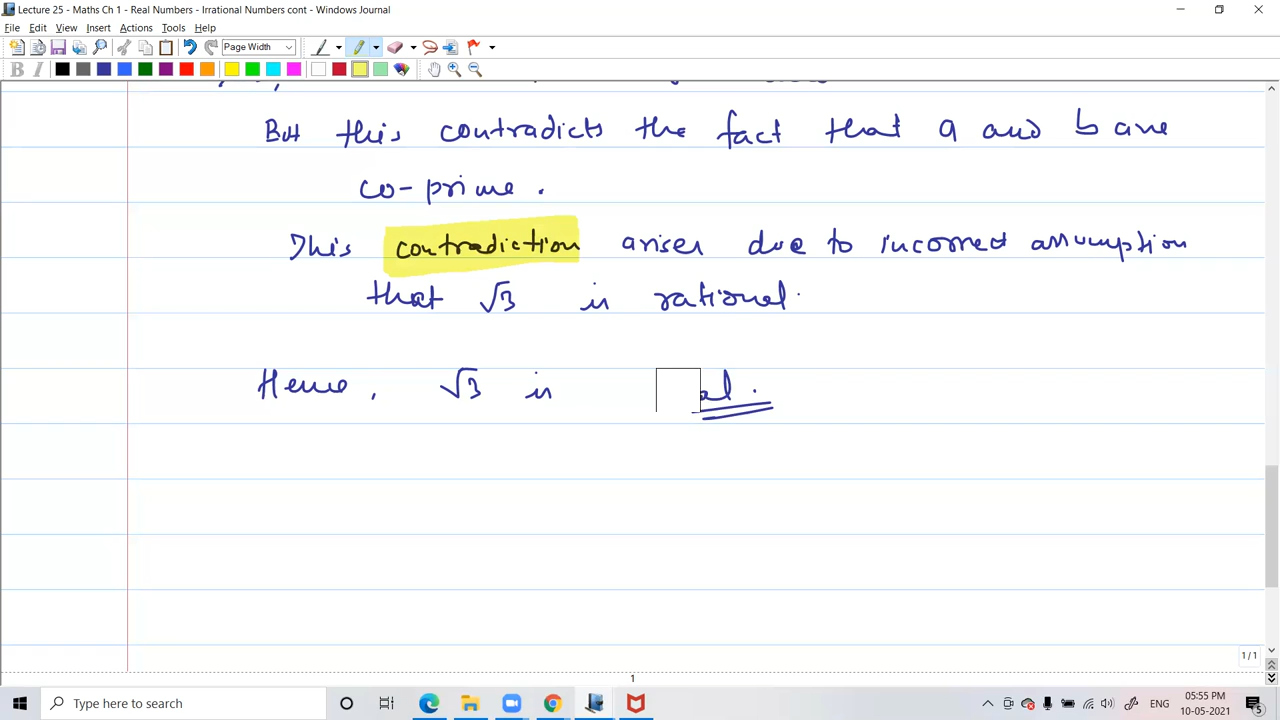 Lecture 25 - Maths Ch 1 - Real Numbers - Irrational Numbers cont - Windows Journal
File Edit View Insert Actions Tools Help
Page Width
B I
But this contradicts the fact that a and b are
co-prime.
This contradiction arises due to incorrect assumption
that √3 is rational.
Hence, √3 is al.
1/1
1
Type here to search
ENG
05:55 PM
10-05-2021
5